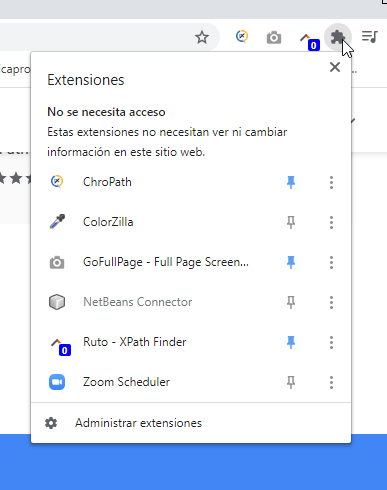 icapro
Extensiones
No se necesita acceso
Estas extensiones no necesitan ver ni cambiar
información en este sitio web.
ChroPath
ColorZilla
GoFullPage - Full Page Screen...
NetBeans Connector
Ruto - XPath Finder
0
Zoom Scheduler
Administrar extensiones
0